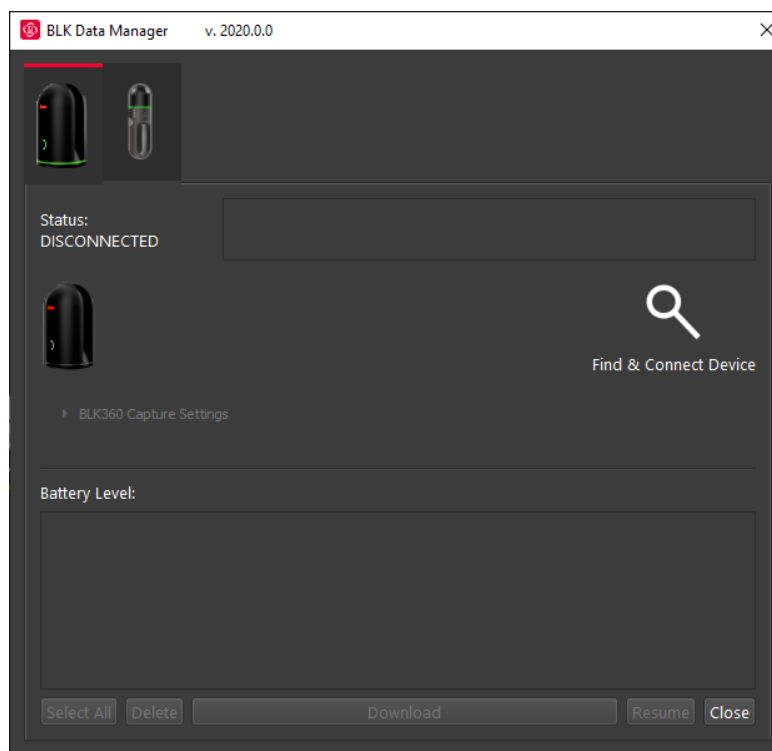 BLK Data Manager v. 2020.0.0
Status:
DISCONNECTED
Find & Connect Device
BLK360 Capture Settings
Battery Level:
Select All Delete Download Resume Close